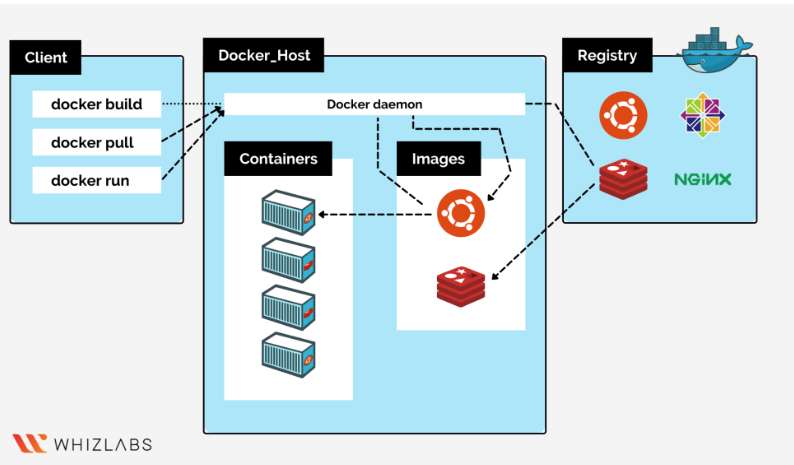 Client
docker build
docker pull
docker run
Docker_Host
Docker daemon
Containers
Images
Registry
NGiNX
WHIZLABS